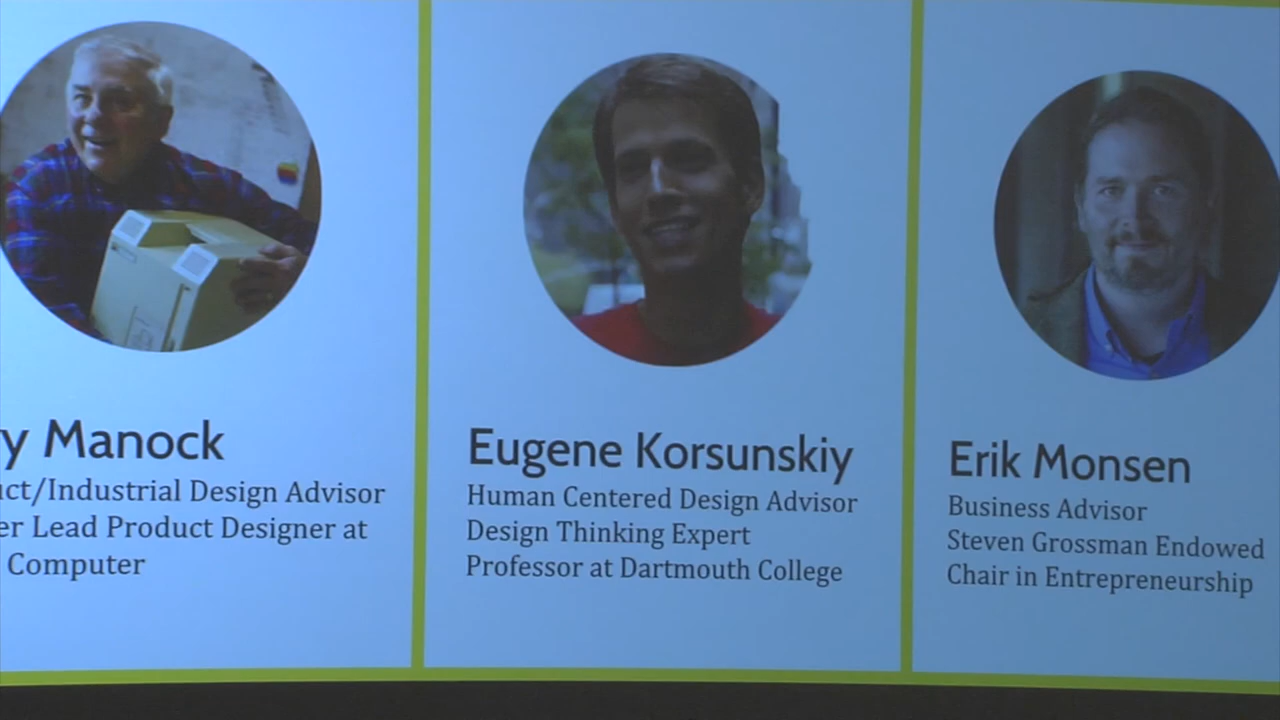 y Manock
ct/Industrial Design Advisor
er Lead Product Designer at
Computer
Eugene Korsunskiy
Human Centered Design Advisor
Design Thinking Expert
Professor at Dartmouth College
Erik Monsen
Business Advisor
Steven Grossman Endowed
Chair in Entrepreneurship